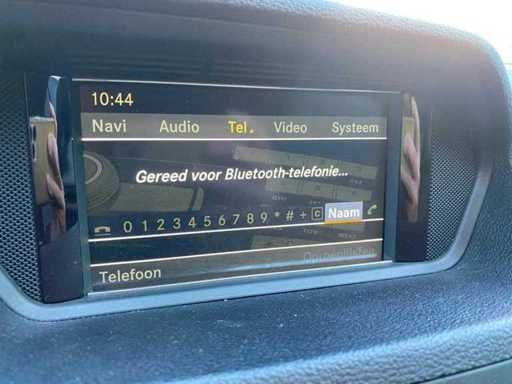 10:44
Navi Audio Tel. Video Systeem
Gereed voor Bluetooth-telefonie...
0 1 2 3 4 5 6 7 8 9 * # + C Naam
Telefoon